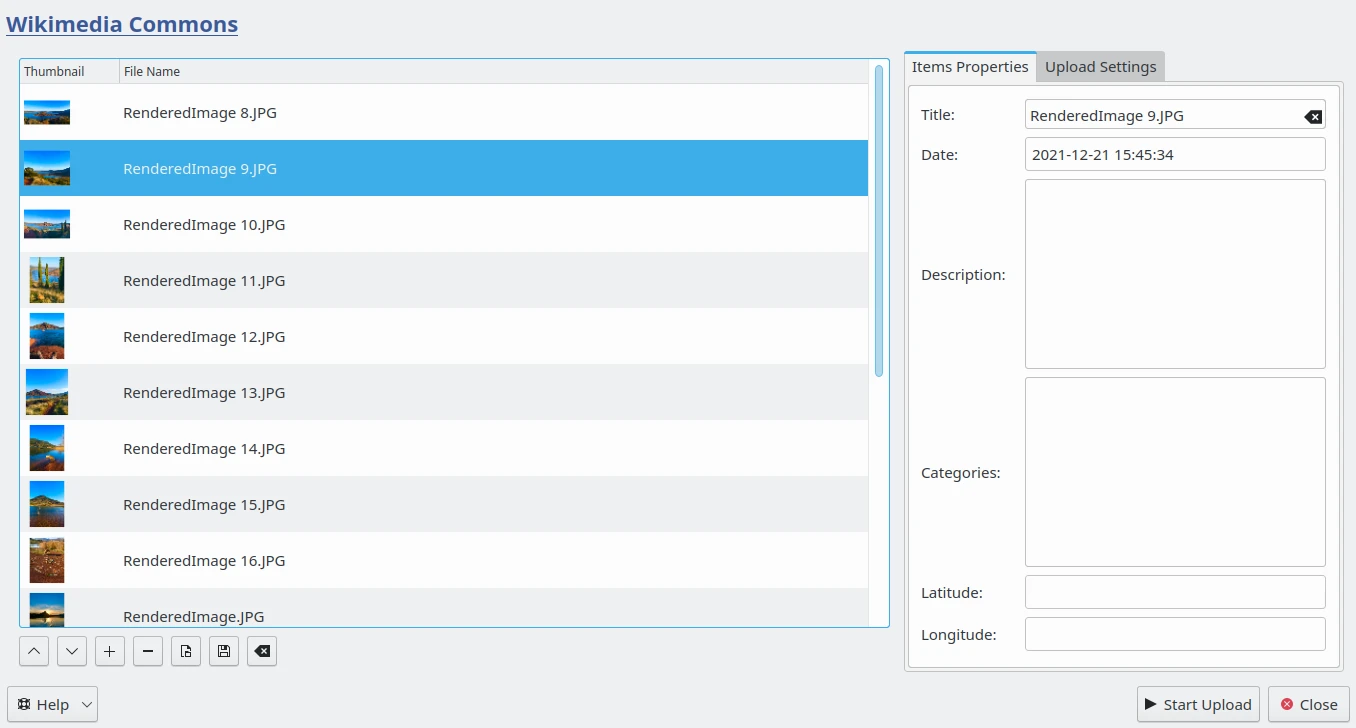 Wikimedia Commons
Thumbnail File Name
RenderedImage 8.JPG
RenderedImage 9.JPG
RenderedImage 10.JPG
RenderedImage 11.JPG
RenderedImage 12.JPG
RenderedImage 13.JPG
RenderedImage 14.JPG
RenderedImage 15.JPG
RenderedImage 16.JPG
RenderedImage.JPG
Items Properties Upload Settings
Title: RenderedImage 9.JPG
Date: 2021-12-21 15:45:34
Description:
Categories:
Latitude:
Longitude:
Help
Start Upload
Close